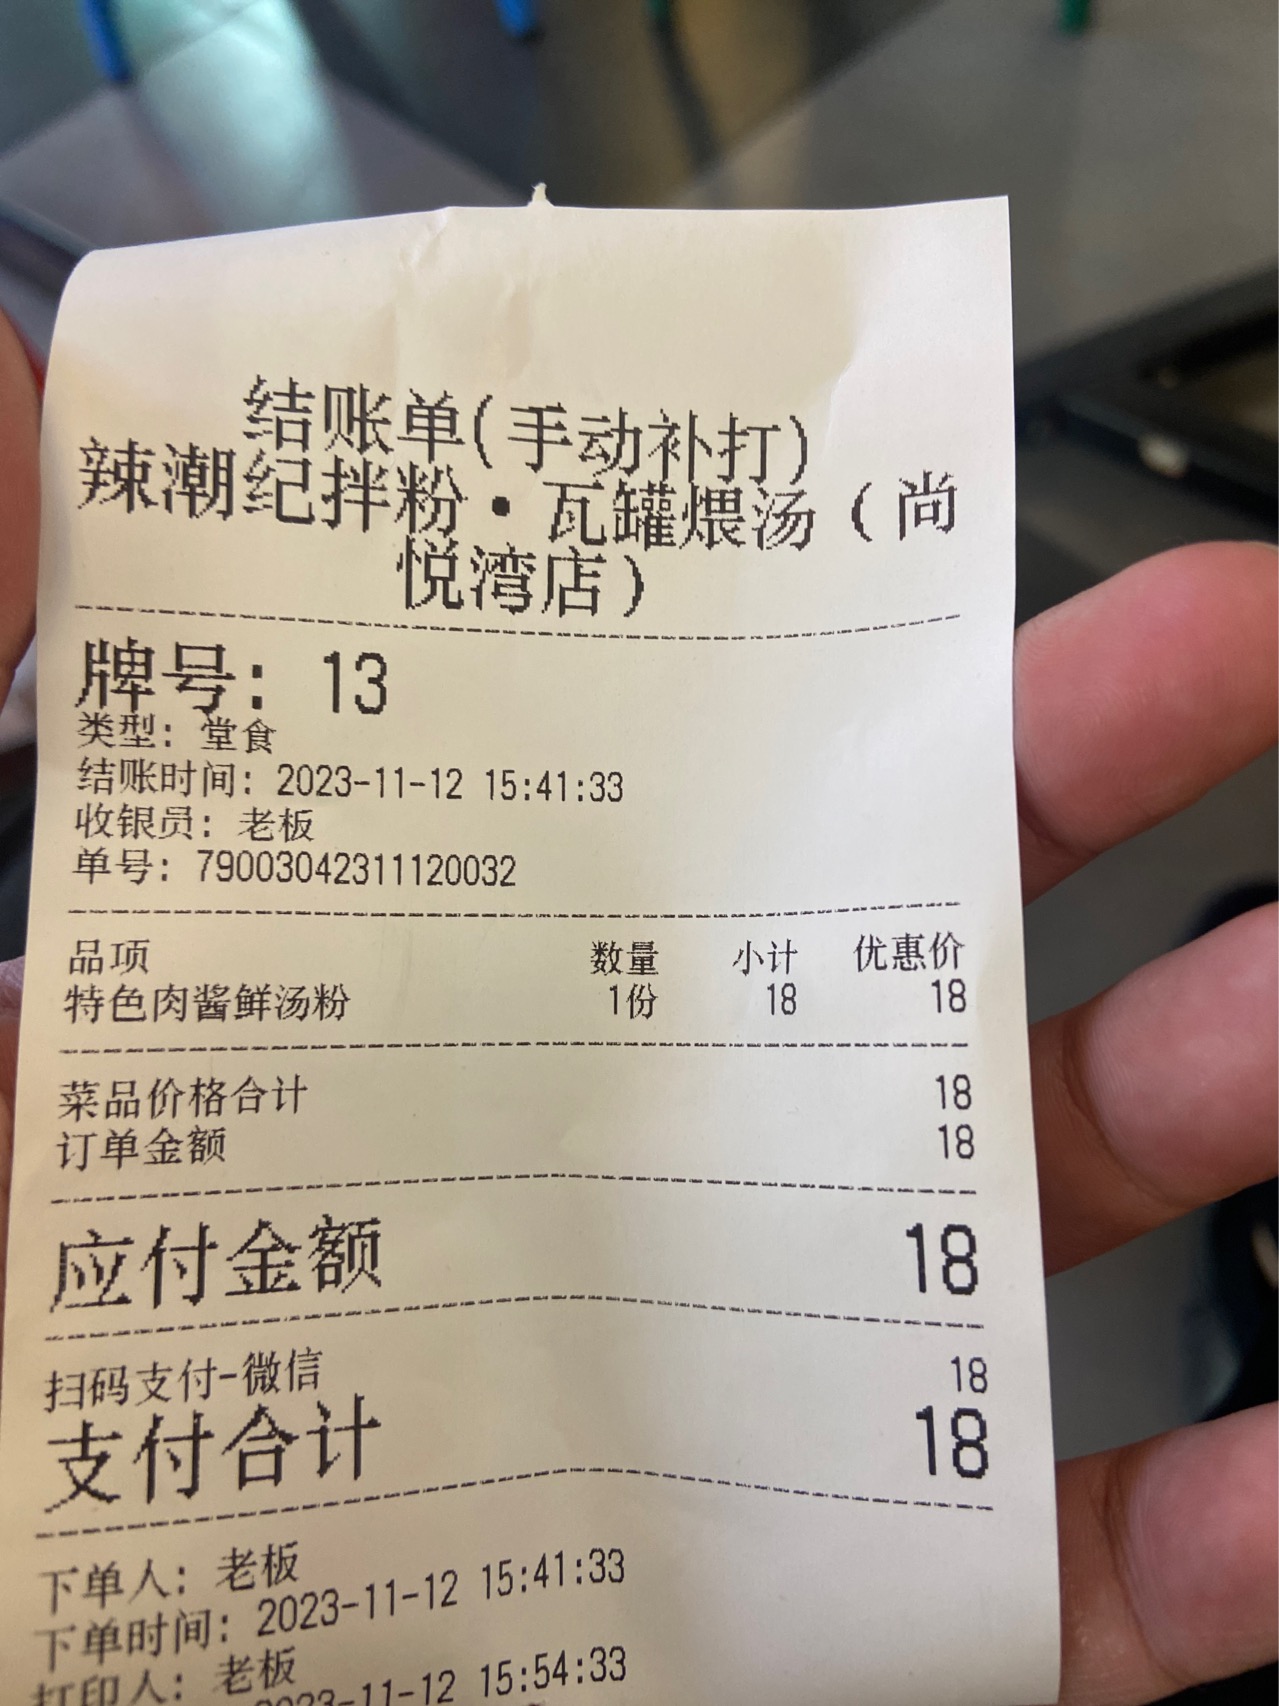 结账单(手动补打)
辣潮纪拌粉·瓦罐煨汤(尚
悦湾店)
牌号: 13
类型: 堂食
结账时间: 2023-11-12 15:41:33
收银员: 老板
单号: 79003042311120032
品项 数量 小计 优惠价
特色肉酱鲜汤粉 1份 18 18
菜品价格合计 18
订单金额 18
应付金额 18
扫码支付-微信 18
支付合计 18
下单人: 老板
下单时间: 2023-11-12 15:41:33
打印人: 老板
2023-11-12 15:54:33